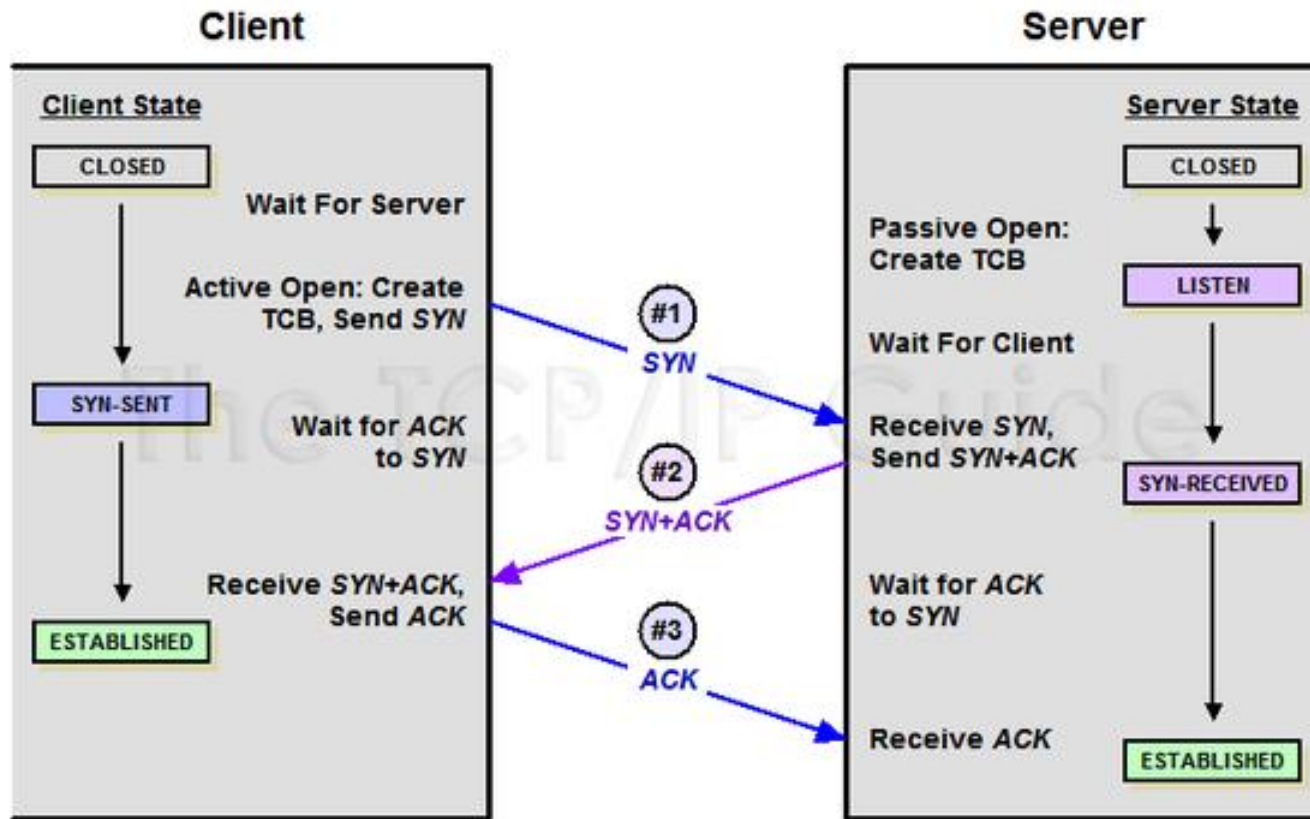 Client
Server
Client State
CLOSED
Wait For Server
Active Open: Create
TCB, Send SYN
SYN-SENT
Wait for ACK
to SYN
Receive SYN+ACK,
Send ACK
ESTABLISHED
#1
SYN
#2
SYN+ACK
#3
ACK
Server State
CLOSED
Passive Open:
Create TCB
LISTEN
Wait For Client
Receive SYN,
Send SYN+ACK
SYN-RECEIVED
Wait for ACK
to SYN
Receive ACK
ESTABLISHED
The TCP/IP Guide